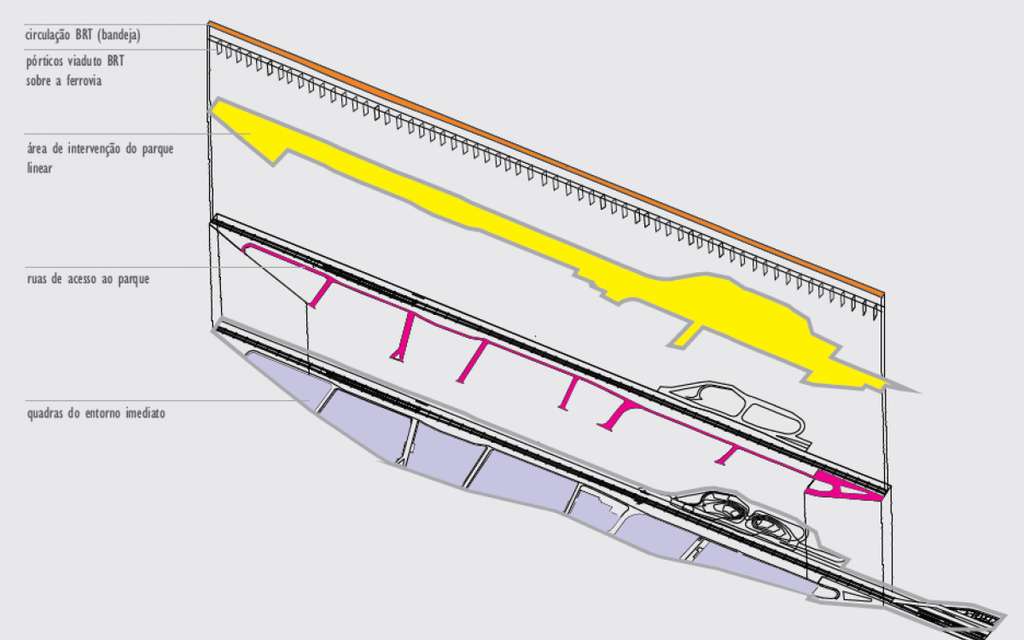 circulação BRT (bandeja)
pórticos viaduto BRT
sobre a ferrovia
área de intervenção do parque
linear
ruas de acesso ao parque
quadras do entorno imediato